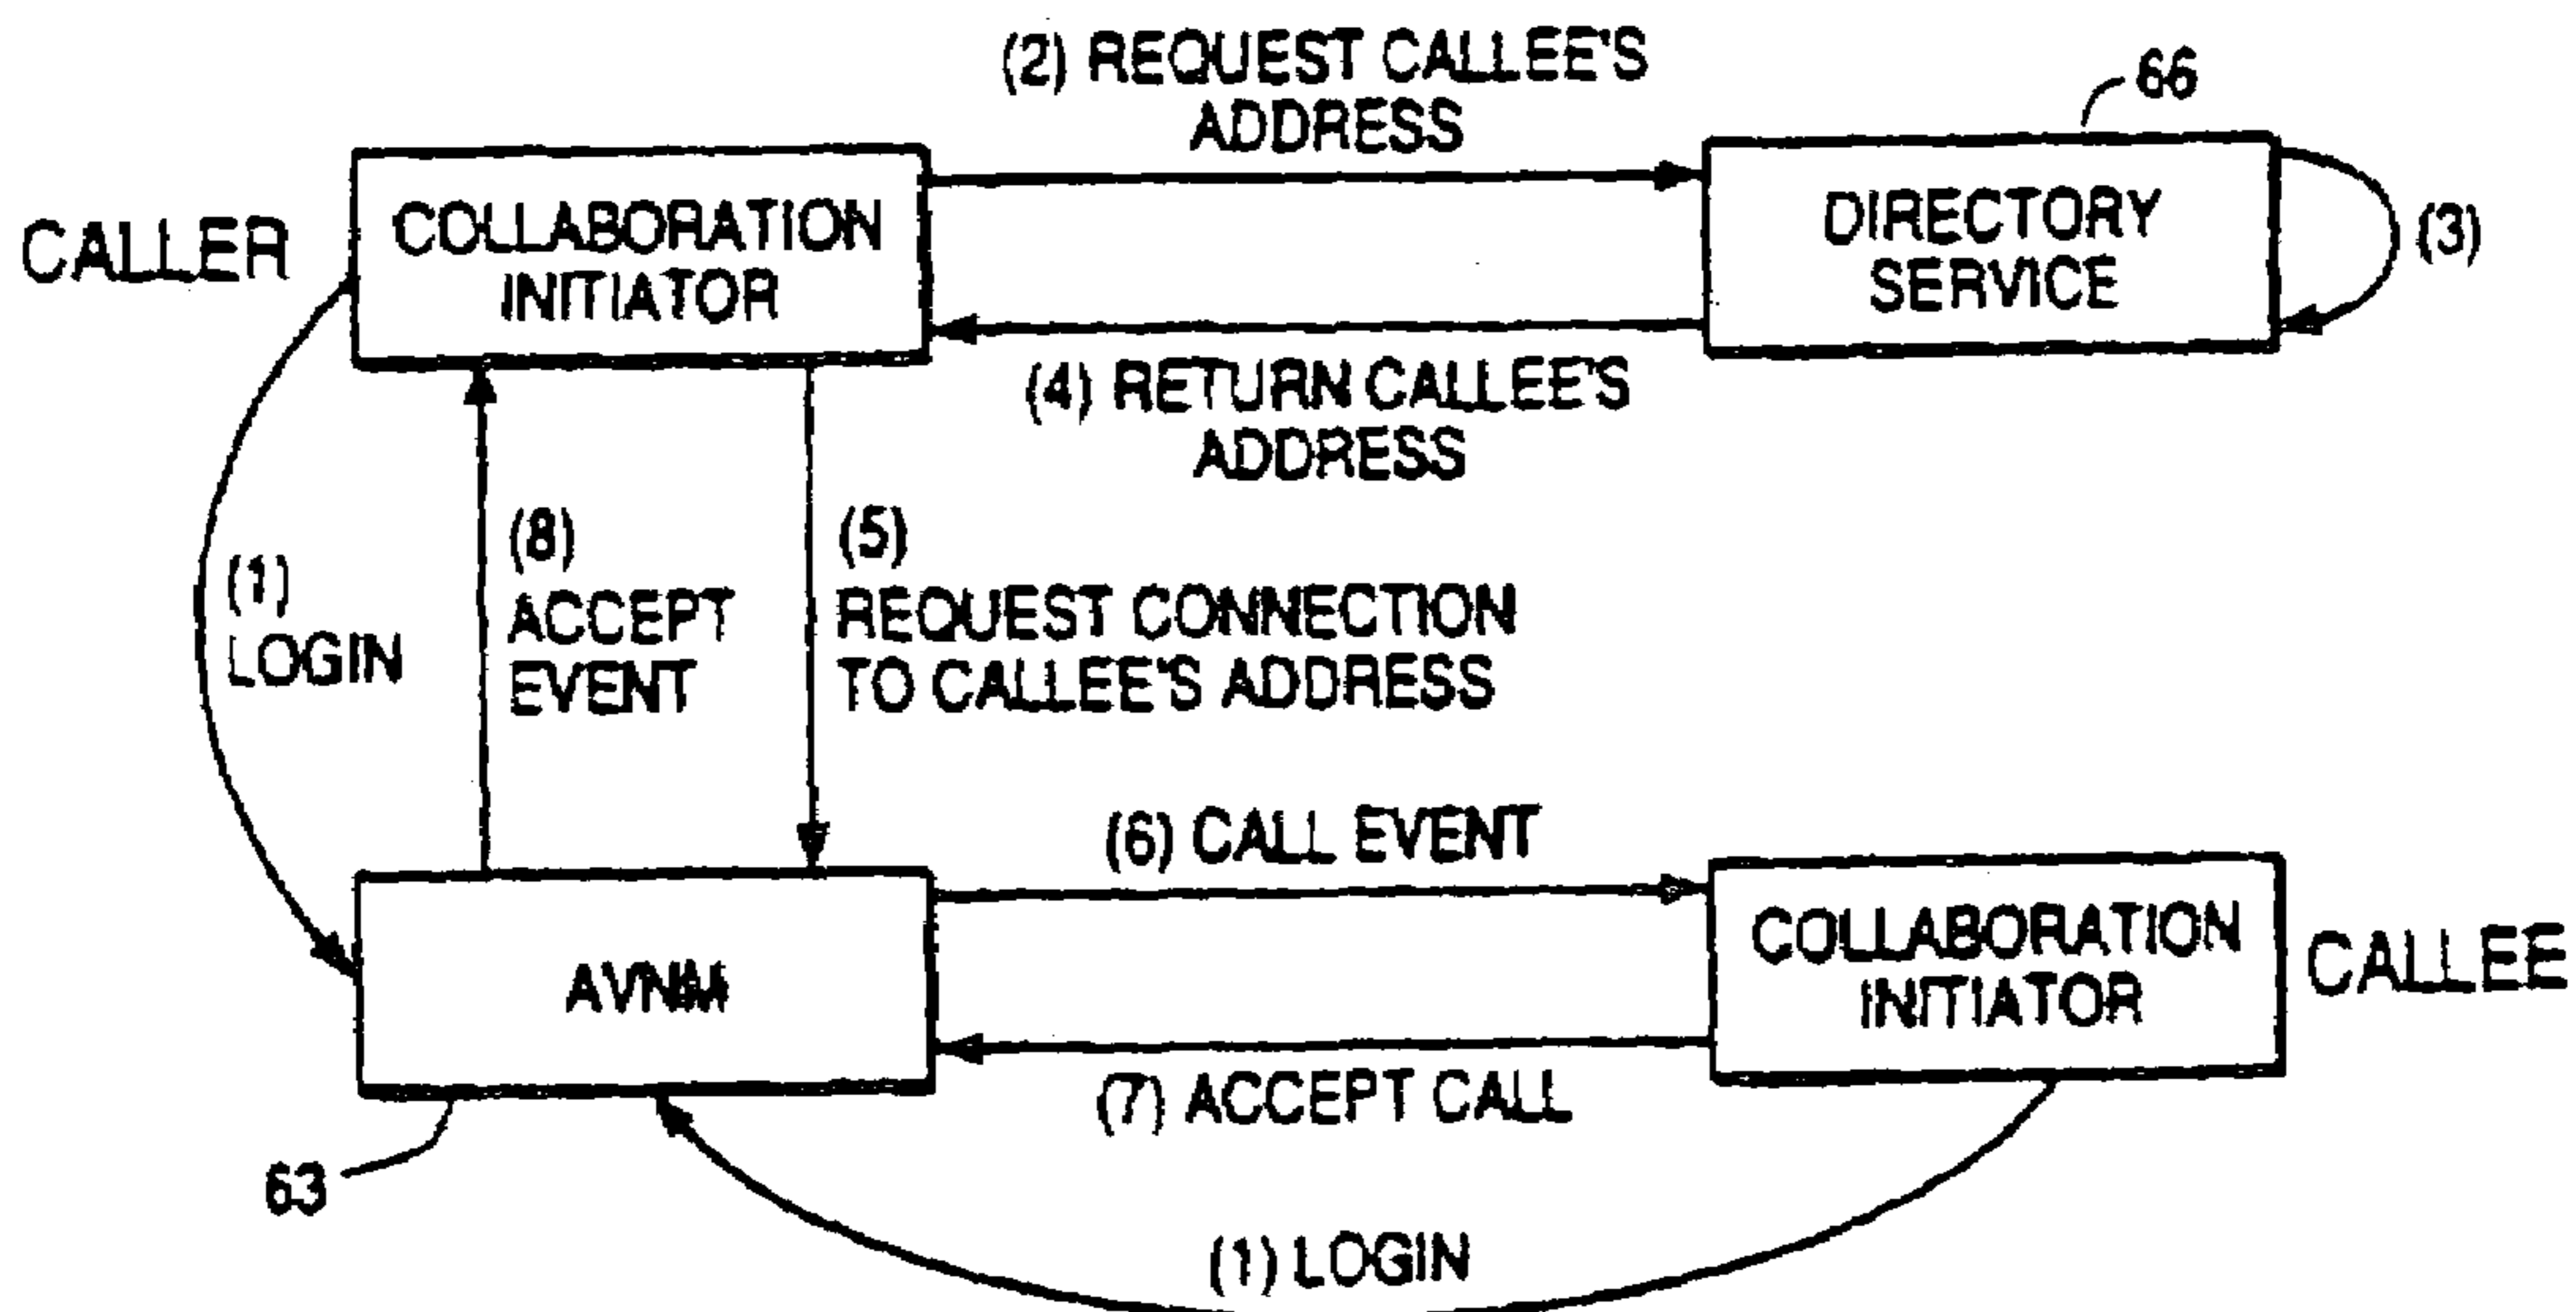 (2) REQUEST CALLEE'S
ADDRESS
66
CALLER
COLLABORATION
INITIATOR
DIRECTORY
SERVICE
(3)
(4) RETURN CALLEE'S
ADDRESS
(1)
LOGIN
(8)
ACCEPT
EVENT
(5)
REQUEST CONNECTION
TO CALLEE'S ADDRESS
(6) CALL EVENT
AVNM
COLLABORATION
INITIATOR
CALLEE
(7) ACCEPT CALL
63
(1) LOGIN